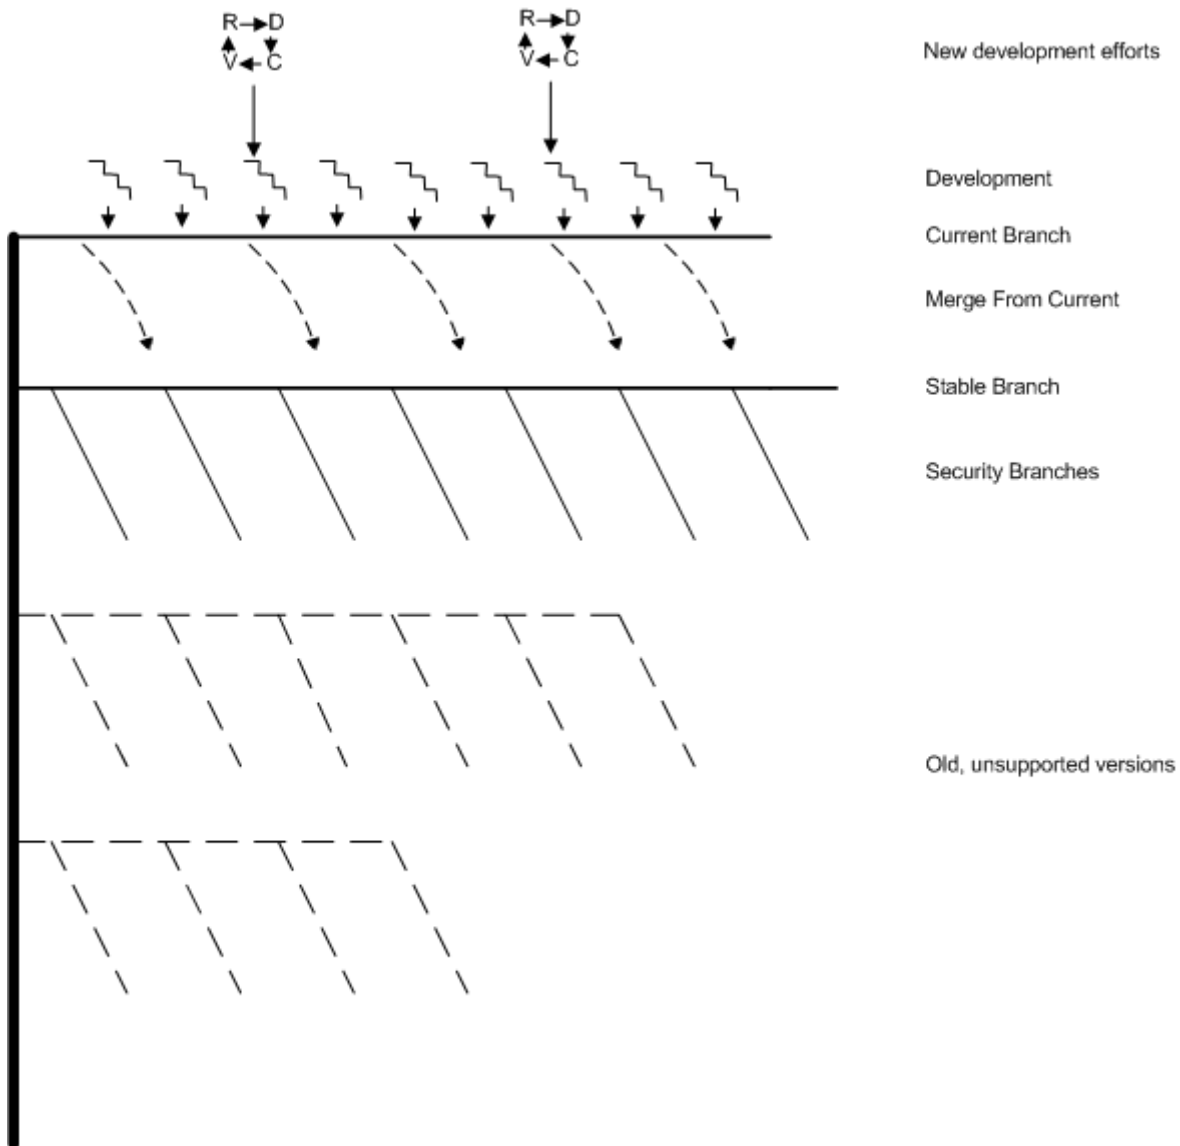 R D R D
V C V C
New development efforts
Development
Current Branch
Merge From Current
Stable Branch
Security Branches
Old, unsupported versions